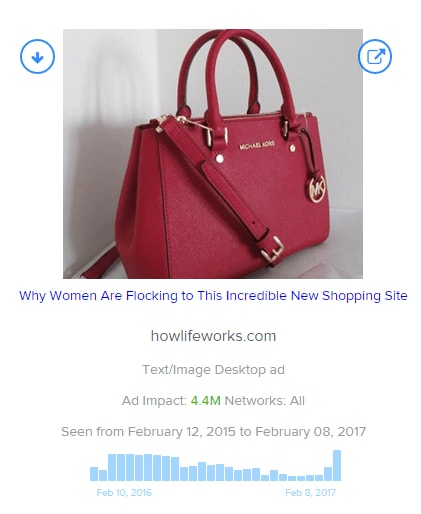 MICHAEL KORS
MK
Why Women Are Flocking to This Incredible New Shopping Site
howlifeworks.com
Text/Image Desktop ad
Ad Impact: 4.4M Networks: All
Seen from February 12, 2015 to February 08, 2017
Feb 10, 2016 Feb 8, 2017